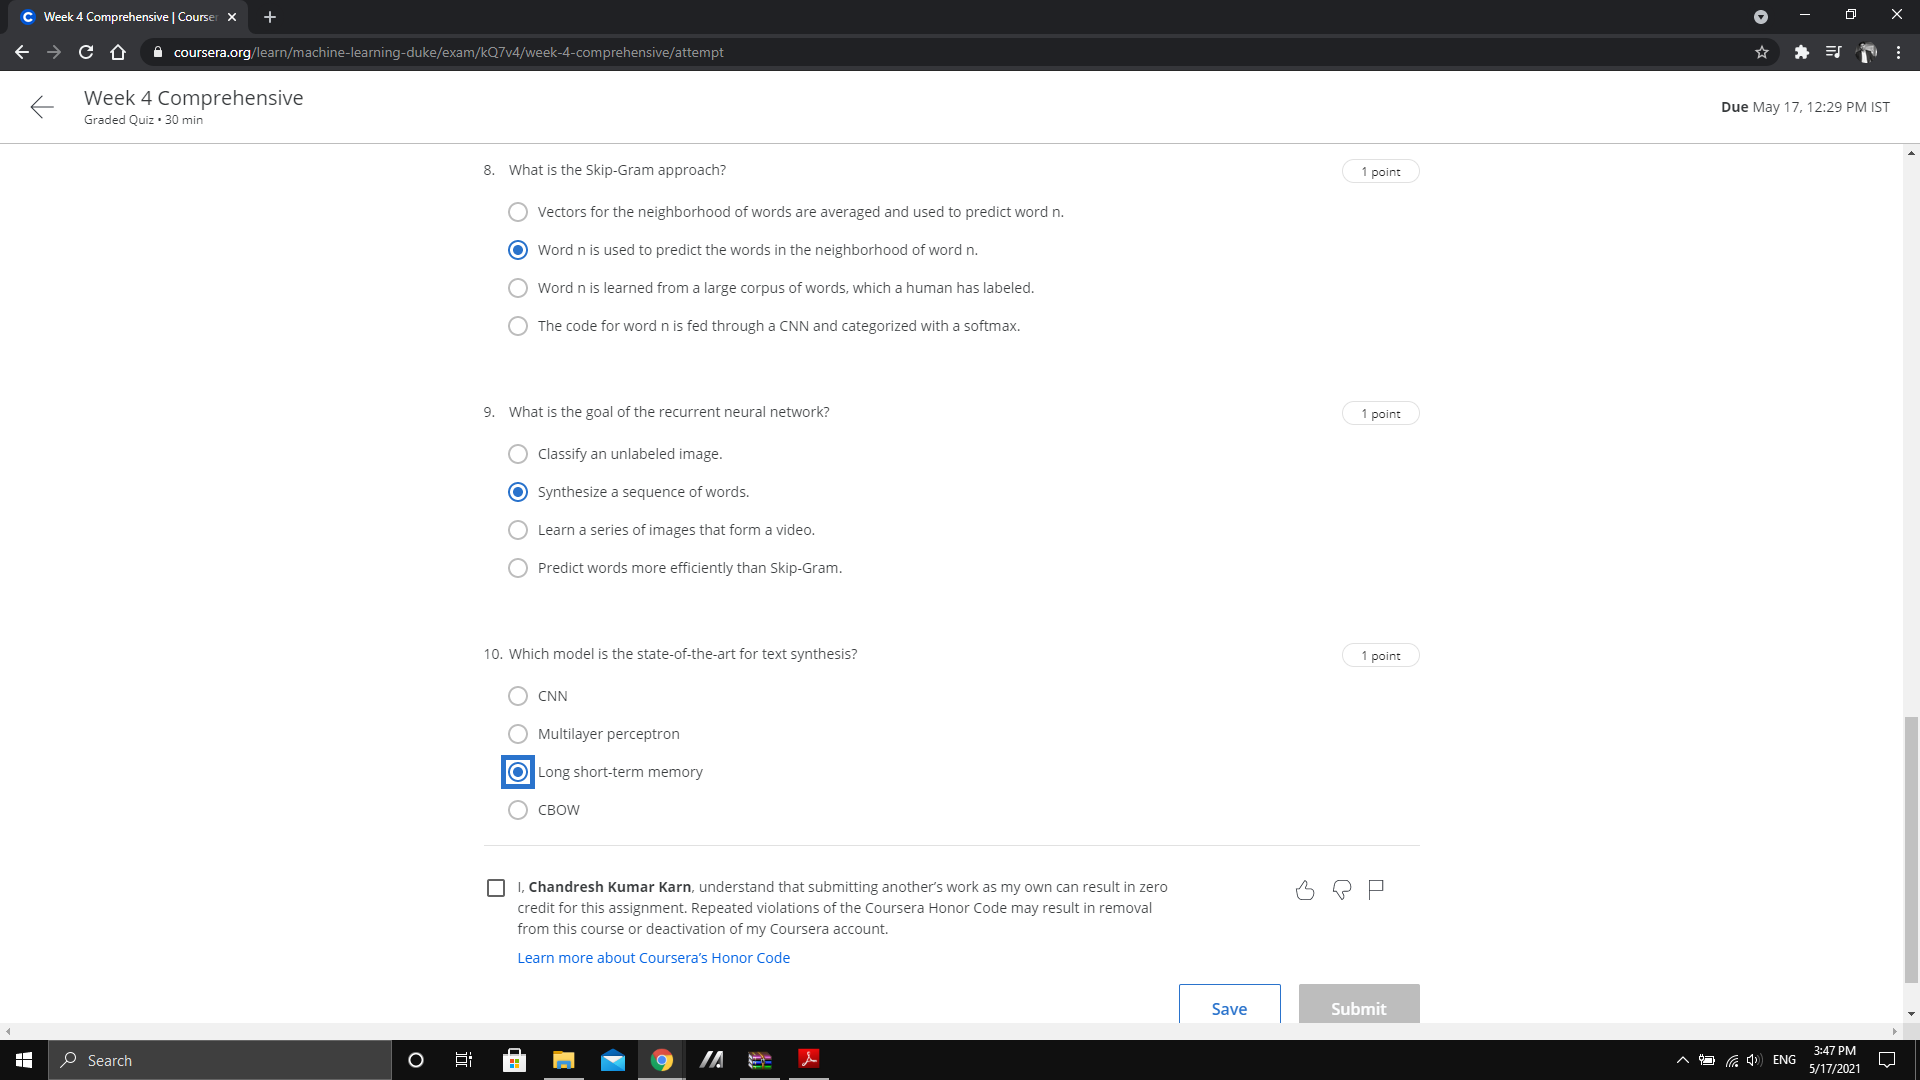 Week 4 Comprehensive | Courser
coursera.org/learn/machine-learning-duke/exam/kQ7v4/week-4-comprehensive/attempt
Week 4 Comprehensive
Graded Quiz • 30 min
Due May 17, 12:29 PM IST
8. What is the Skip-Gram approach?
1 point
Vectors for the neighborhood of words are averaged and used to predict word n.
Word n is used to predict the words in the neighborhood of word n.
Word n is learned from a large corpus of words, which a human has labeled.
The code for word n is fed through a CNN and categorized with a softmax.
9. What is the goal of the recurrent neural network?
1 point
Classify an unlabeled image.
Synthesize a sequence of words.
Learn a series of images that form a video.
Predict words more efficiently than Skip-Gram.
10. Which model is the state-of-the-art for text synthesis?
1 point
CNN
Multilayer perceptron
Long short-term memory
CBOW
I, Chandresh Kumar Karn, understand that submitting another's work as my own can result in zero
credit for this assignment. Repeated violations of the Coursera Honor Code may result in removal
from this course or deactivation of my Coursera account.
Learn more about Coursera's Honor Code
Save
Submit
Search
ENG
3:47 PM
5/17/2021